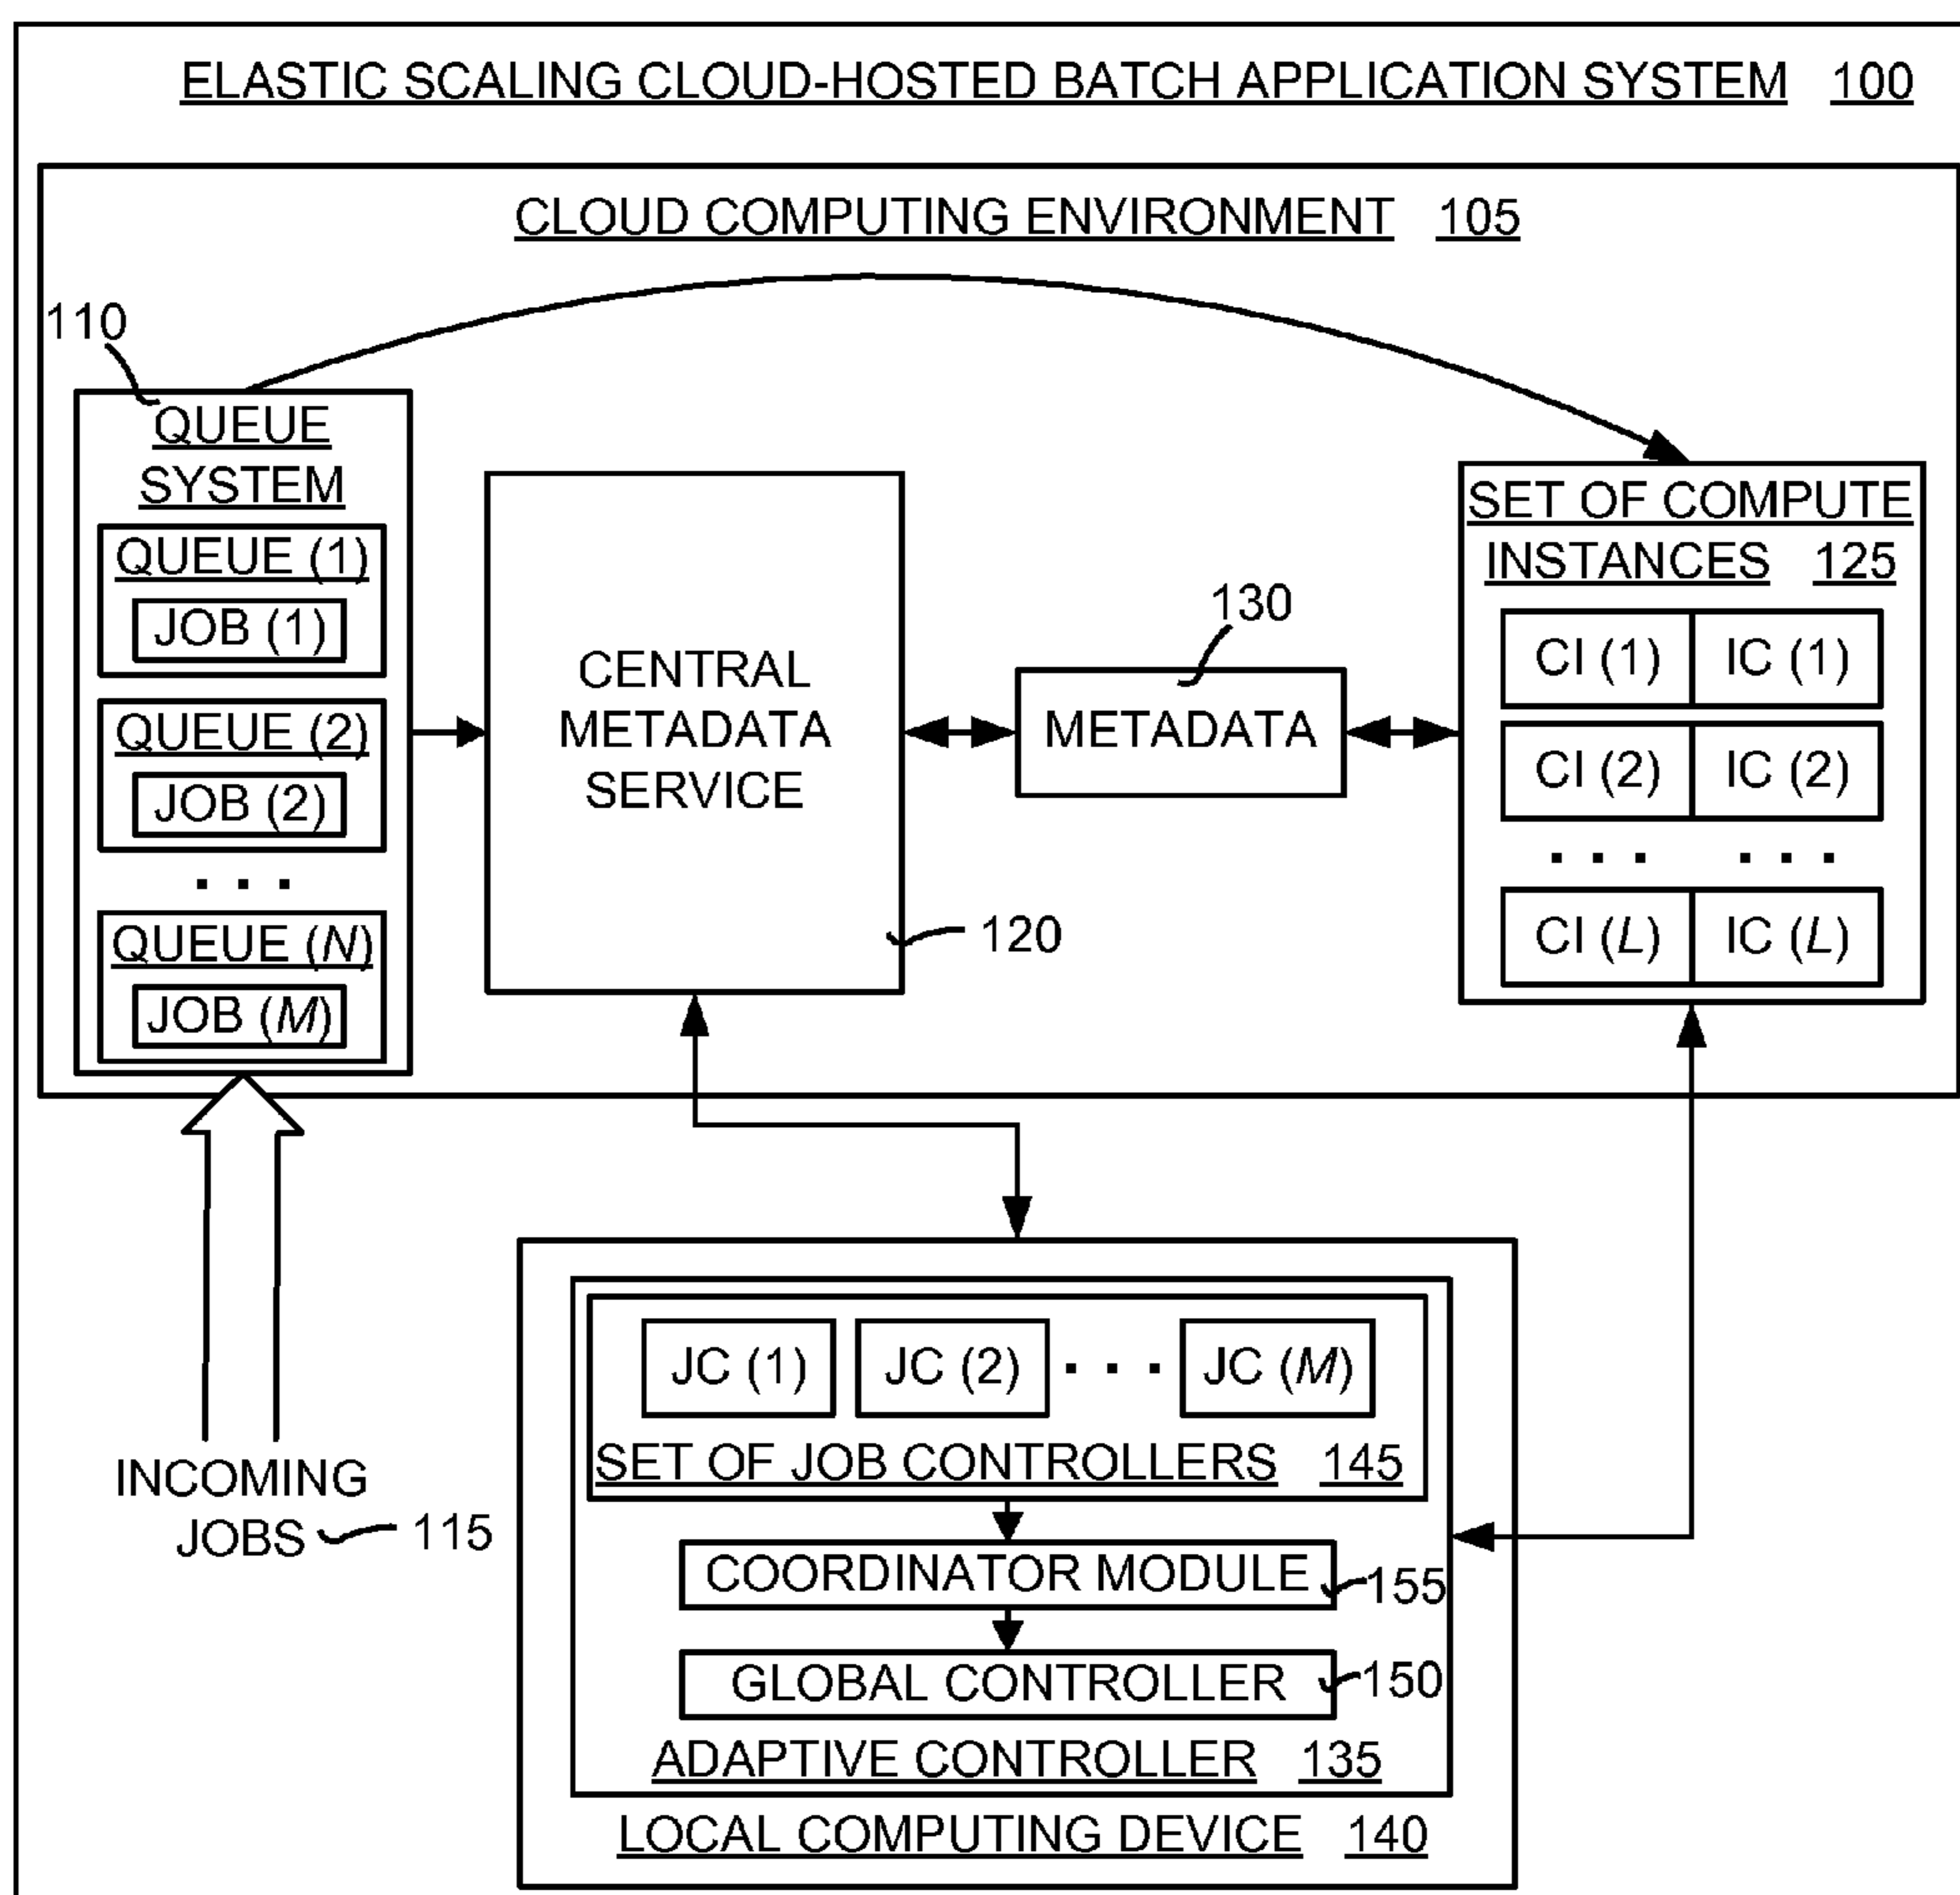 ELASTIC SCALING CLOUD-HOSTED BATCH APPLICATION SYSTEM 100
CLOUD COMPUTING ENVIRONMENT 105
110
QUEUE
SYSTEM
QUEUE (1)
JOB (1)
QUEUE (2)
JOB (2)
. . .
QUEUE (N)
JOB (M)
CENTRAL
METADATA
SERVICE
120
130
METADATA
SET OF COMPUTE
INSTANCES 125
CI (1) IC (1)
CI (2) IC (2)
. . . . . .
CI (L) IC (L)
INCOMING
JOBS 115
JC (1) JC (2) . . . JC (M)
SET OF JOB CONTROLLERS 145
COORDINATOR MODULE 155
GLOBAL CONTROLLER 150
ADAPTIVE CONTROLLER 135
LOCAL COMPUTING DEVICE 140